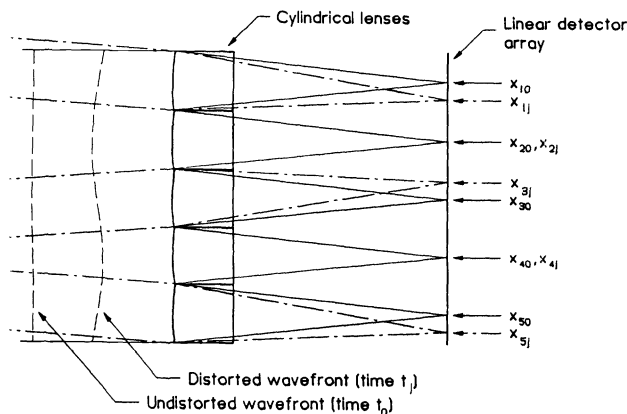 Cylindrical lenses
Linear detector
array
x₁₀
x₁ⱼ
x₂₀, x₂ⱼ
x₃ⱼ
x₃₀
x₄₀, x₄ⱼ
x₅₀
x₅ⱼ
Distorted wavefront (time tⱼ)
Undistorted wavefront (time t₀)